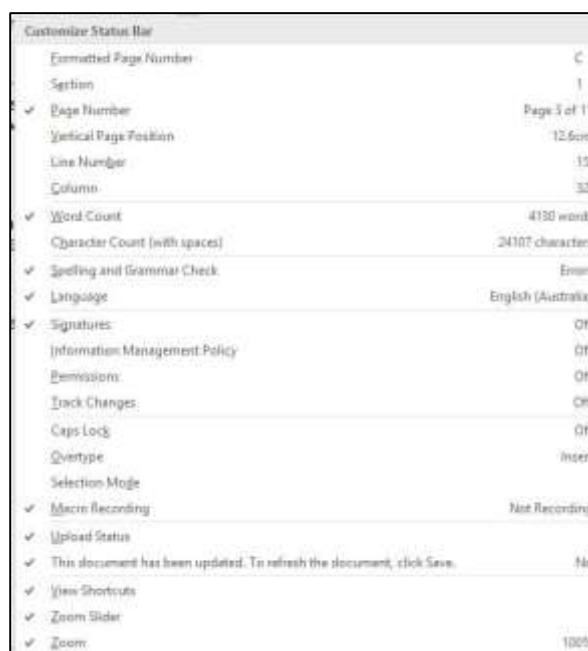 Customize Status Bar
Formatted Page Number C
Section 1
✓ Page Number Page 5 of 1
Vertical Page Position 12.6cm
Line Number 15
Column 32
✓ Word Count 4130 word
Character Count (with spaces) 24107 character
✓ Spelling and Grammar Check Error
✓ Language English (Australia
✓ Signatures Of
Information Management Policy Of
Permissions Of
Track Changes Of
Caps Lock Of
Overtype Inser
Selection Mode
✓ Macro Recording Not Recording
✓ Upload Status
✓ This document has been updated. To refresh the document, click Save. No
✓ View Shortcuts
✓ Zoom Slider
✓ Zoom 100%